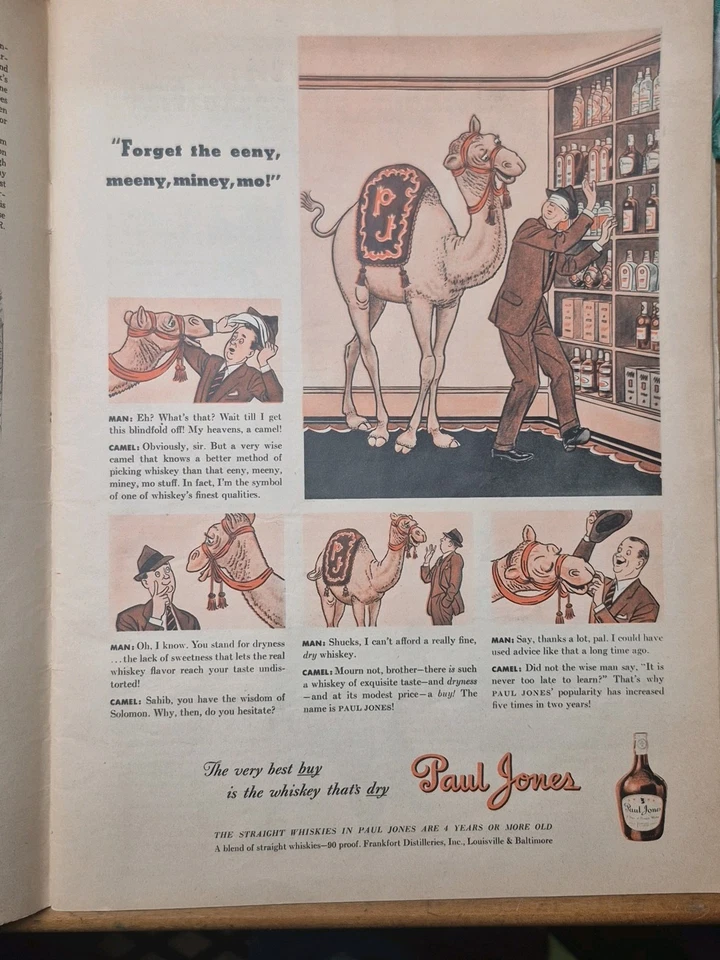 "Forget the eeny,
meeny, miney, mo!"
P
J
MAN: Eh? What's that? Wait till I get
this blindfold off! My heavens, a camel!
CAMEL: Obviously, sir. But a very wise
camel that knows a better method of
picking whiskey than that eeny, meeny,
miney, mo stuff. In fact, I'm the symbol
of one of whiskey's finest qualities.
MAN: Oh, I know. You stand for dryness
...the lack of sweetness that lets the real
whiskey flavor reach your taste undis-
torted!
CAMEL: Sahib, you have the wisdom of
Solomon. Why, then, do you hesitate?
MAN: Shucks, I can't afford a really fine,
dry whiskey.
CAMEL: Mourn not, brother—there is such
a whiskey of exquisite taste—and dryness
—and at its modest price—a buy! The
name is PAUL JONES!
MAN: Say, thanks a lot, pal. I could have
used advice like that a long time ago.
CAMEL: Did not the wise man say, "It is
never too late to learn?" That's why
PAUL JONES' popularity has increased
five times in two years!
The very best buy
is the whiskey that's dry
Paul Jones
Paul Jones
THE STRAIGHT WHISKIES IN PAUL JONES ARE 4 YEARS OR MORE OLD
A blend of straight whiskies—90 proof. Frankfort Distilleries, Inc., Louisville & Baltimore